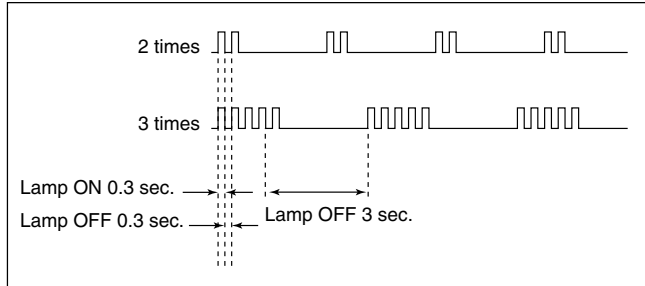 2 times
3 times
Lamp ON 0.3 sec.
Lamp OFF 0.3 sec.
Lamp OFF 3 sec.